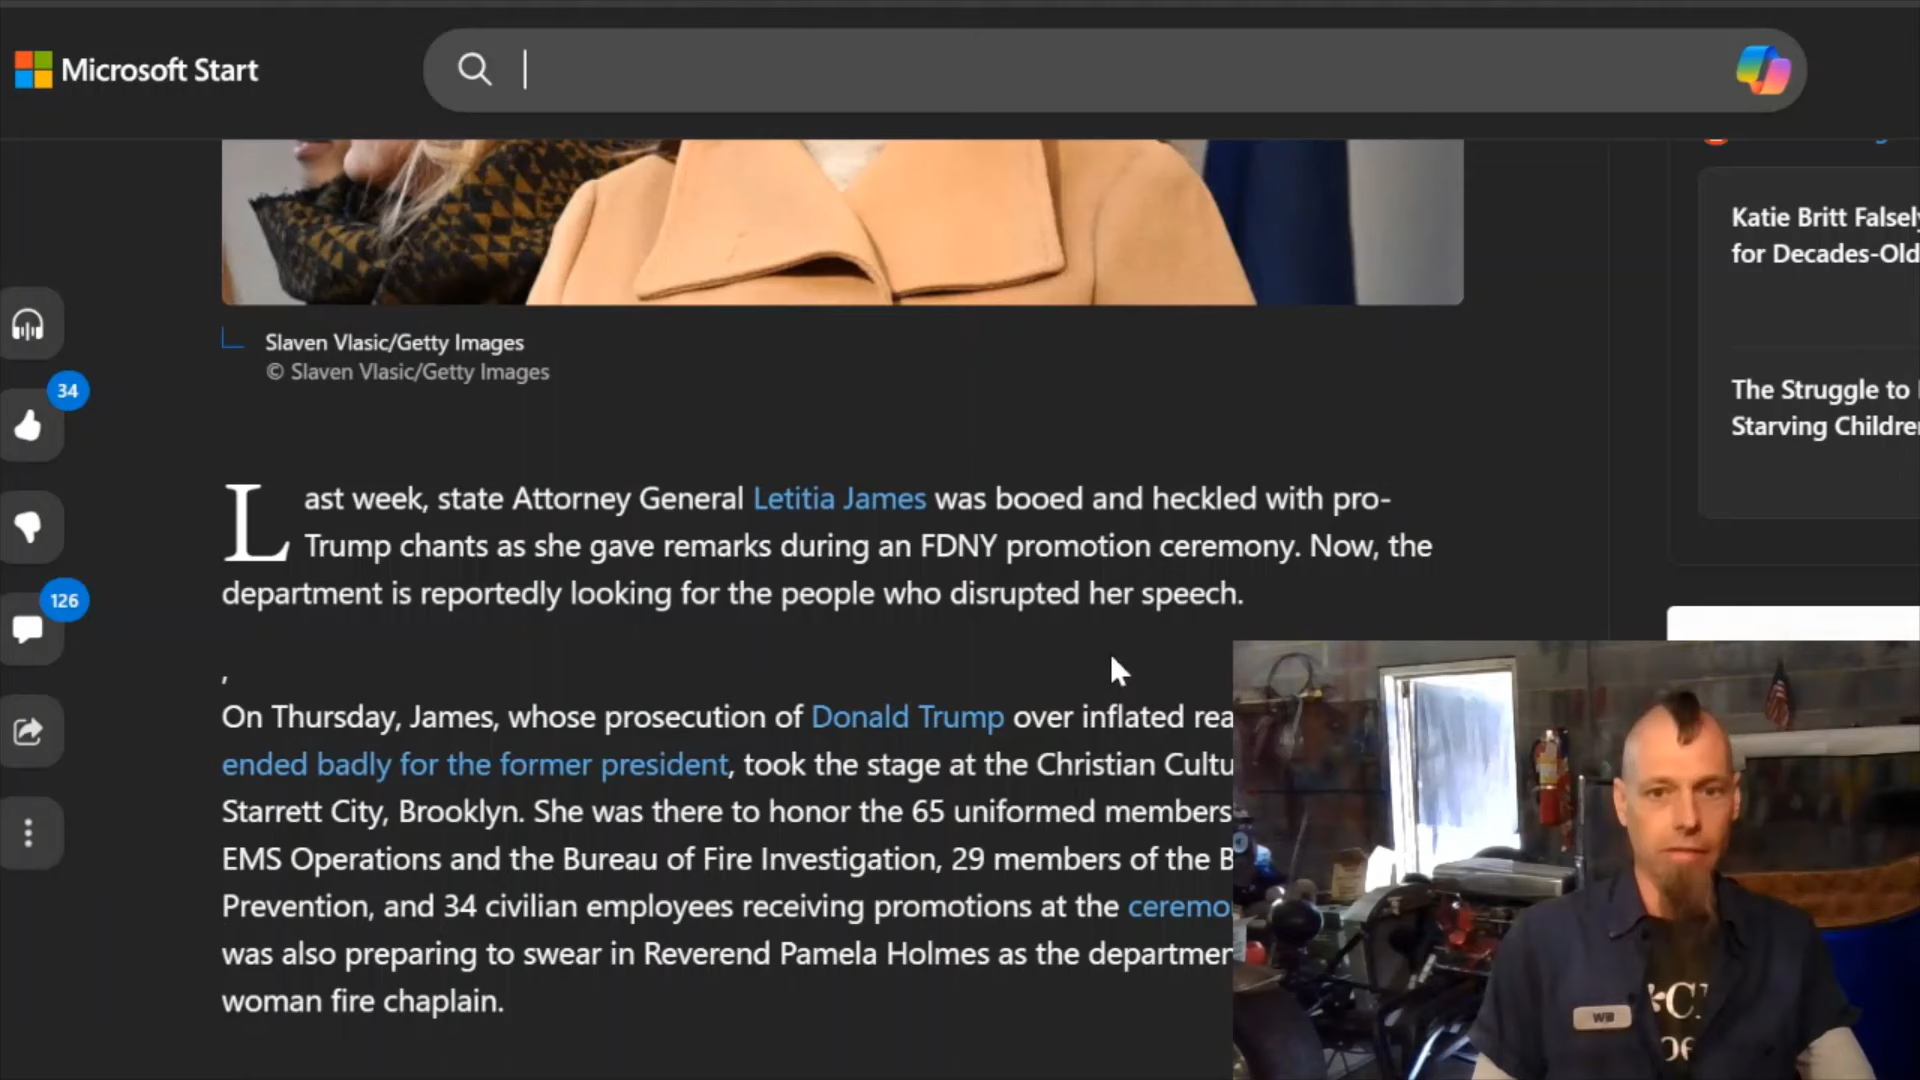 Microsoft Start
Katie Britt Falsely
for Decades-Old
Slaven Vlasic/Getty Images
© Slaven Vlasic/Getty Images
34
The Struggle to
Starving Children
Last week, state Attorney General Letitia James was booed and heckled with pro-
Trump chants as she gave remarks during an FDNY promotion ceremony. Now, the
department is reportedly looking for the people who disrupted her speech.
126
,
On Thursday, James, whose prosecution of Donald Trump over inflated rea
ended badly for the former president, took the stage at the Christian Cultu
Starrett City, Brooklyn. She was there to honor the 65 uniformed members
EMS Operations and the Bureau of Fire Investigation, 29 members of the B
Prevention, and 34 civilian employees receiving promotions at the ceremo
was also preparing to swear in Reverend Pamela Holmes as the departmen
woman fire chaplain.
WB